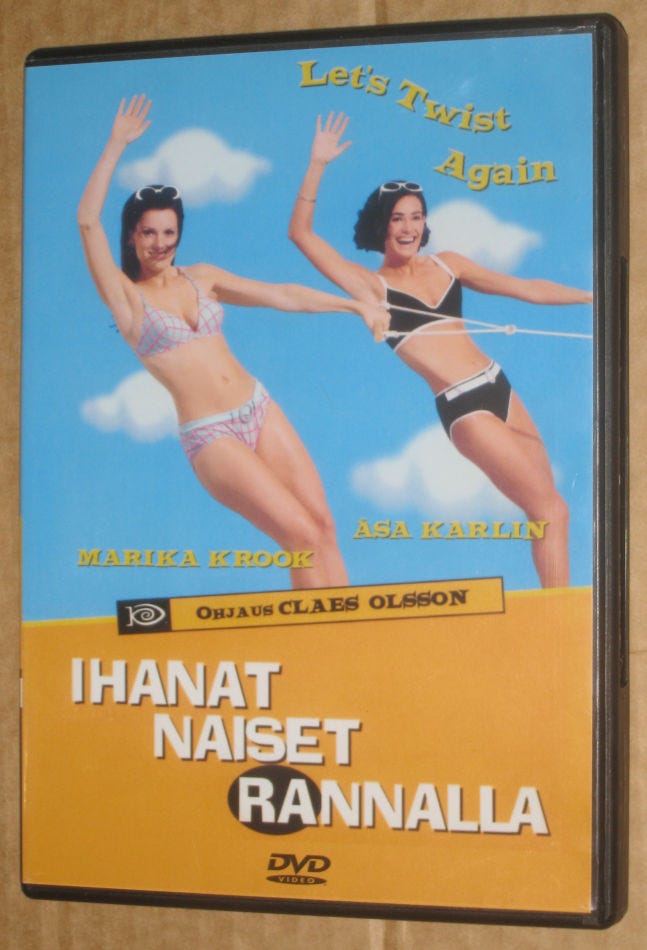 Let's Twist
Again
ÅSA KARLIN
MARIKA KROOK
OHJAUS CLAES OLSSON
IHANAT
NAISET
RANNALLA
DVD
VIDEO